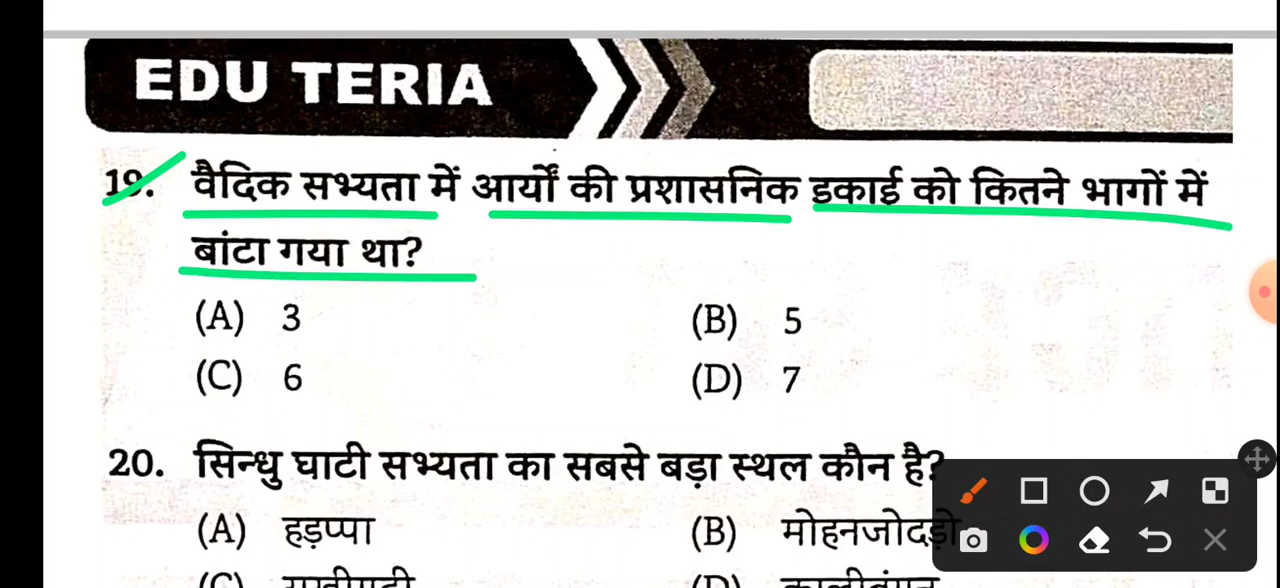 EDU TERIA
19. वैदिक सभ्यता में आर्यों की प्रशासनिक इकाई को कितने भागों में
बांटा गया था?
(A) 3 (B) 5
(C) 6 (D) 7
20. सिन्धु घाटी सभ्यता का सबसे बड़ा स्थल कौन है?
(A) हड़प्पा (B) मोहनजोदड़ो
(C) (D)